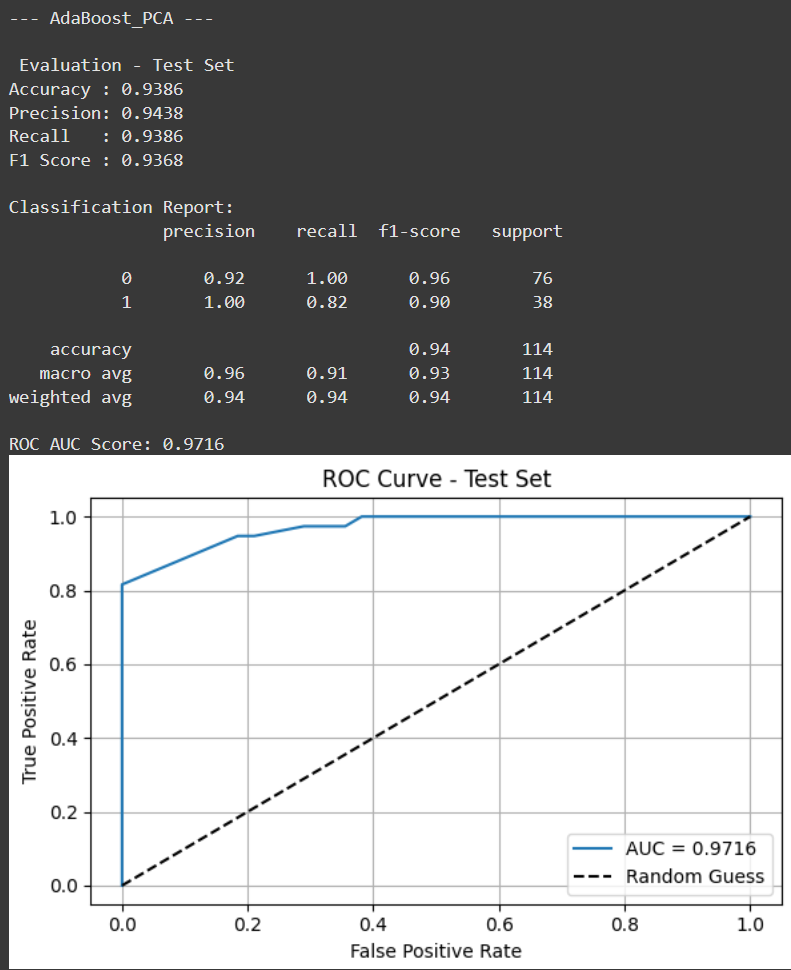 --- AdaBoost_PCA ---
Evaluation - Test Set
Accuracy : 0.9386
Precision: 0.9438
Recall   : 0.9386
F1 Score : 0.9368
Classification Report:
precision    recall  f1-score   support
0       0.92      1.00      0.96        76
1       1.00      0.82      0.90        38
accuracy                           0.94       114
macro avg       0.96      0.91      0.93       114
weighted avg       0.94      0.94      0.94       114
ROC AUC Score: 0.9716
ROC Curve - Test Set
1.0
0.8
0.6
0.4
0.2
0.0
True Positive Rate
AUC = 0.9716
Random Guess
0.0 0.2 0.4 0.6 0.8 1.0
False Positive Rate